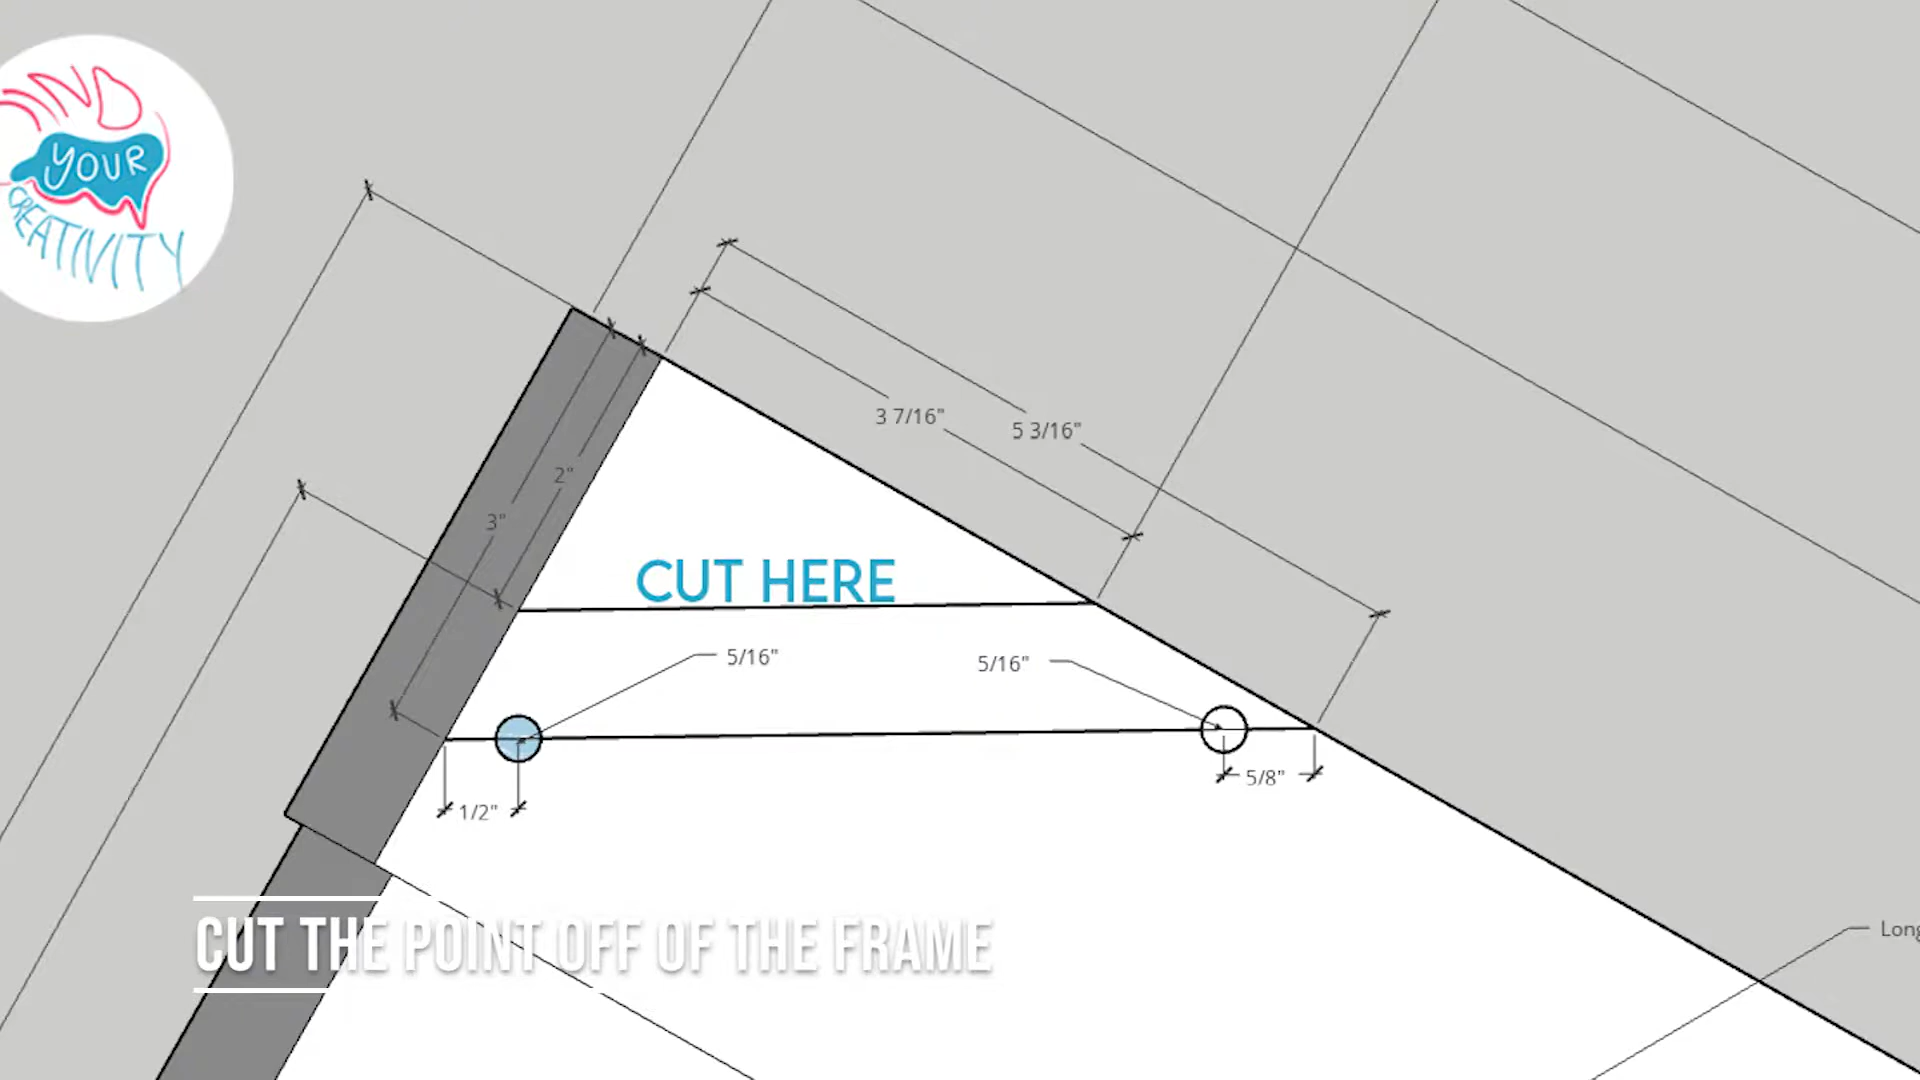 YOUR
CREATIVITY
3 7/16"
5 3/16"
2"
3"
CUT HERE
5/16"
5/16"
5/8"
1/2"
CUT THE POINT OFF OF THE FRAME